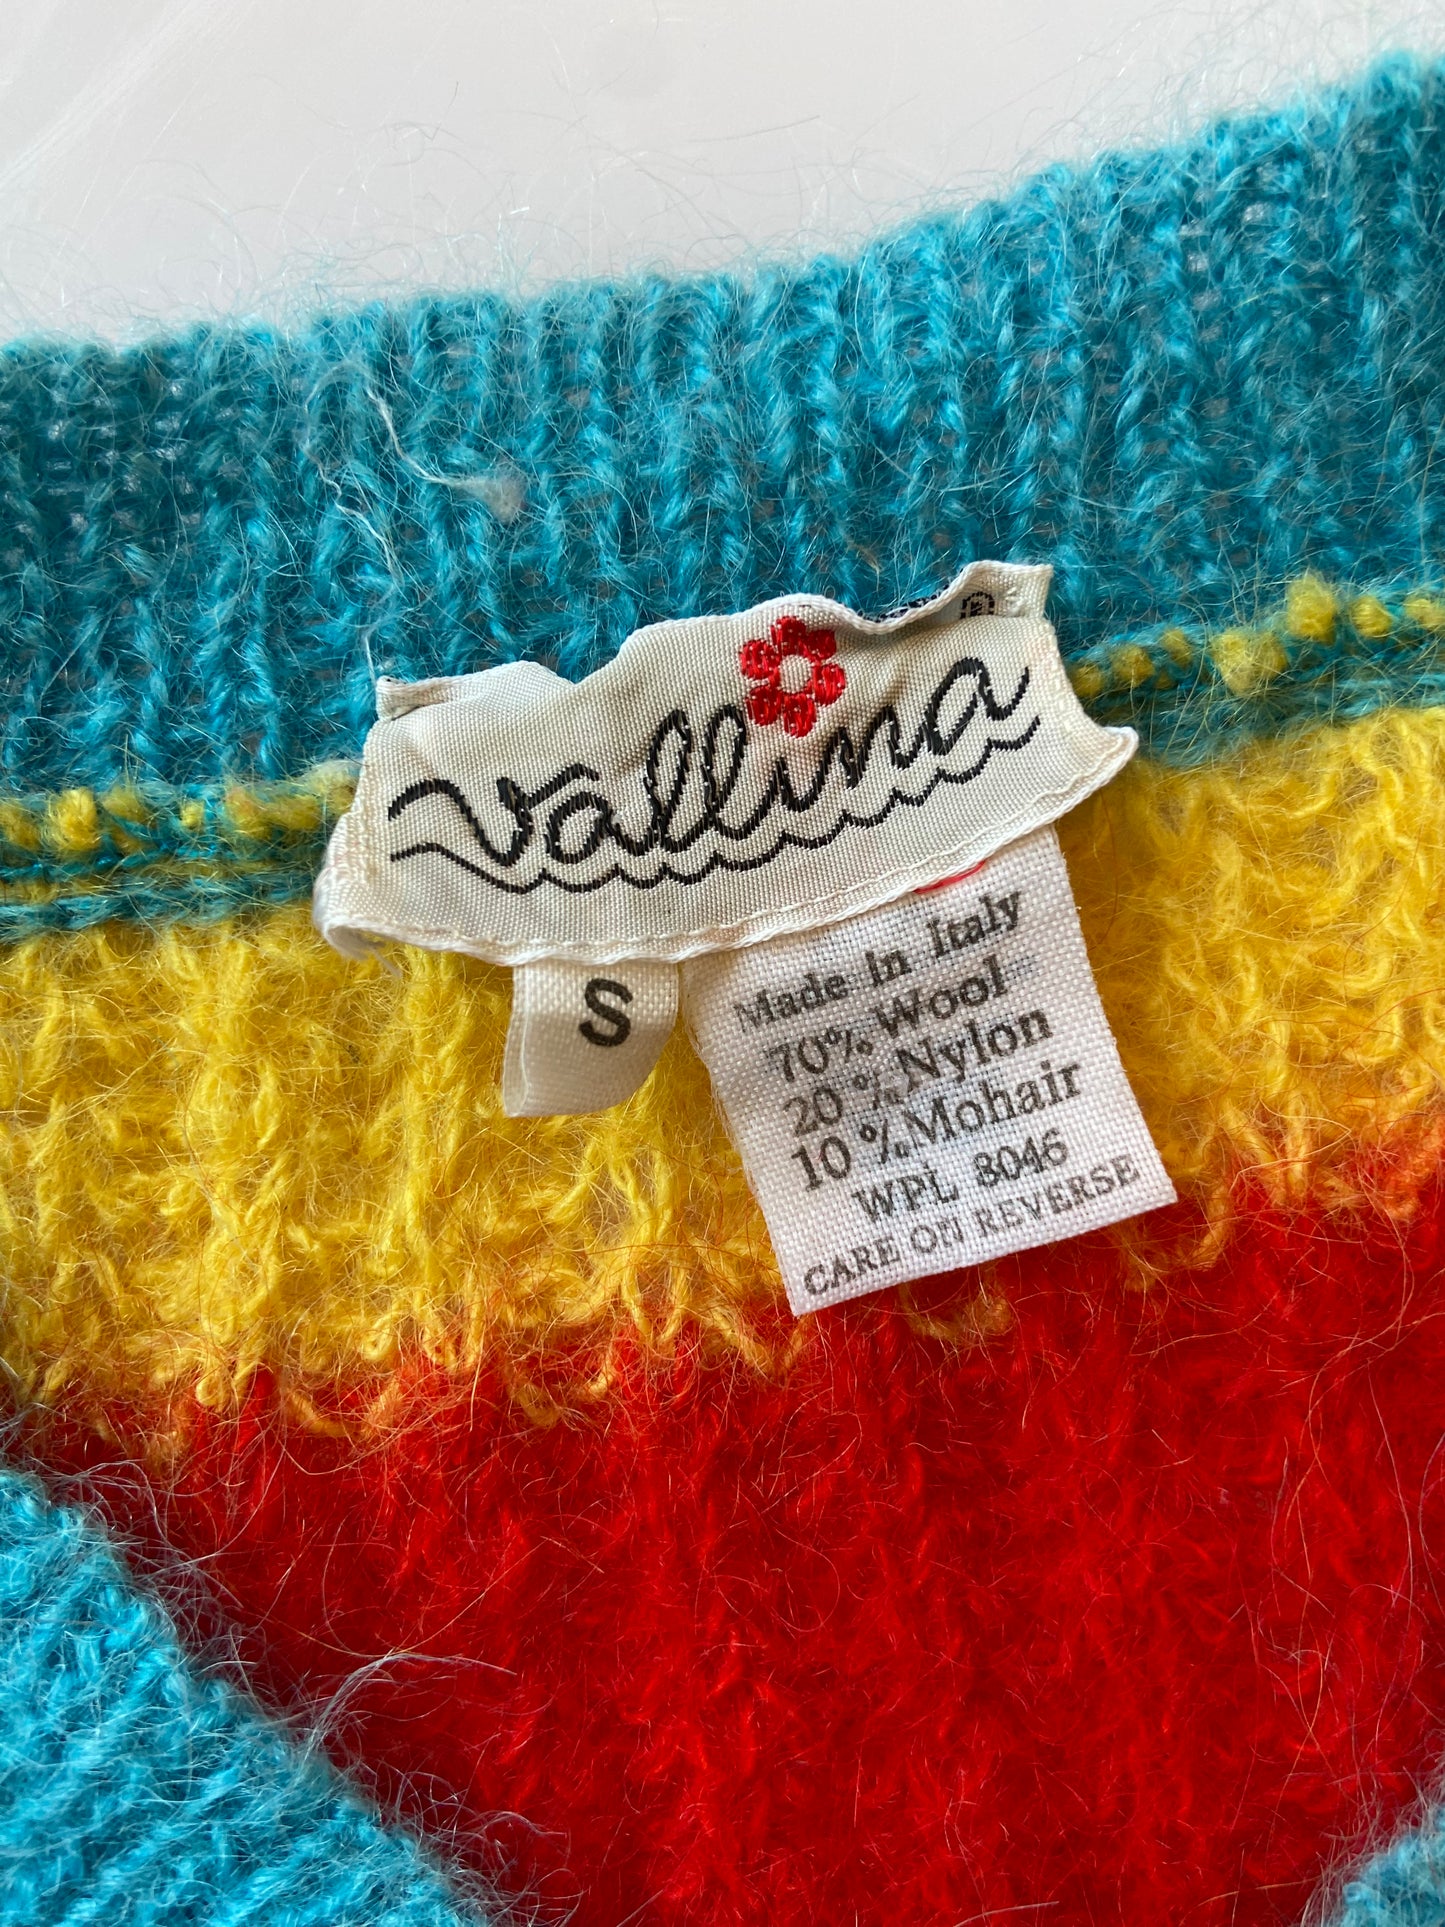 Vallina
S
Made in Italy
70% Wool
20% Nylon
10% Mohair
WPL 8046
CARE ON REVERSE